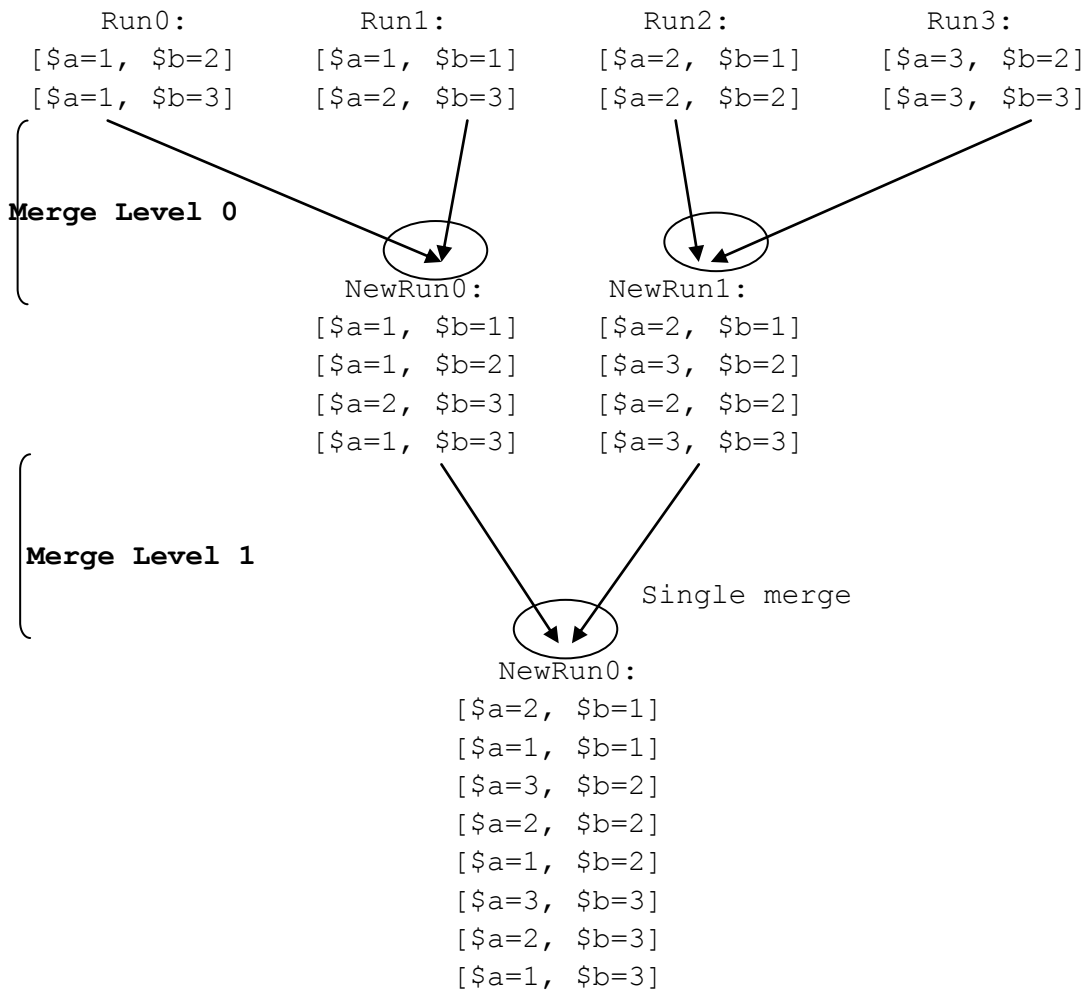 Run0: Run1: Run2: Run3:
[$a=1, $b=2] [$a=1, $b=1] [$a=2, $b=1] [$a=3, $b=2]
[$a=1, $b=3] [$a=2, $b=3] [$a=2, $b=2] [$a=3, $b=3]
Merge Level 0
NewRun0: NewRun1:
[$a=1, $b=1] [$a=2, $b=1]
[$a=1, $b=2] [$a=3, $b=2]
[$a=2, $b=3] [$a=2, $b=2]
[$a=1, $b=3] [$a=3, $b=3]
Merge Level 1
Single merge
NewRun0:
[$a=2, $b=1]
[$a=1, $b=1]
[$a=3, $b=2]
[$a=2, $b=2]
[$a=1, $b=2]
[$a=3, $b=3]
[$a=2, $b=3]
[$a=1, $b=3]